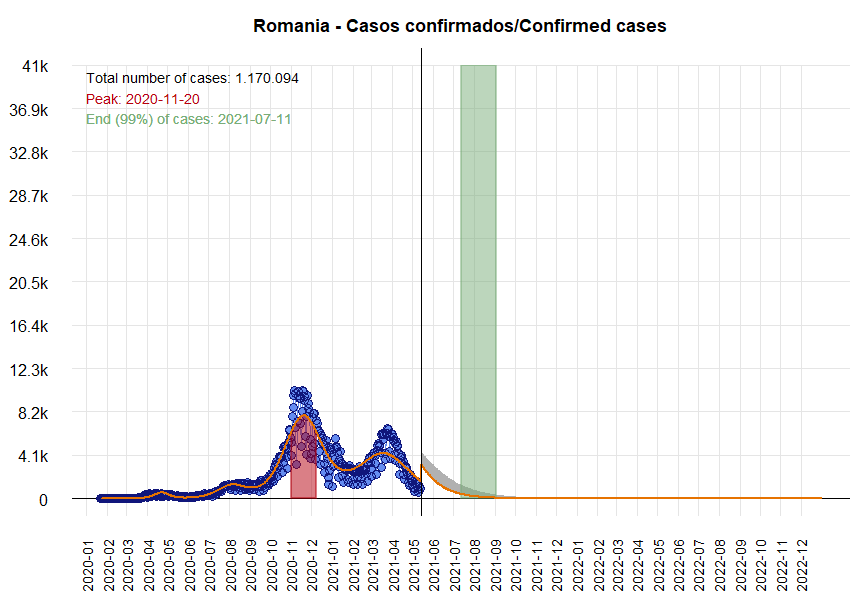 Romania - Casos confirmados/Confirmed cases
Total number of cases: 1.170.094
Peak: 2020-11-20
End (99%) of cases: 2021-07-11
41k
36.9k
32.8k
28.7k
24.6k
20.5k
16.4k
12.3k
8.2k
4.1k
0
2020-01
2020-02
2020-03
2020-04
2020-05
2020-06
2020-07
2020-08
2020-09
2020-10
2020-11
2020-12
2021-01
2021-02
2021-03
2021-04
2021-05
2021-06
2021-07
2021-08
2021-09
2021-10
2021-11
2021-12
2022-01
2022-02
2022-03
2022-04
2022-05
2022-06
2022-07
2022-08
2022-09
2022-10
2022-11
2022-12